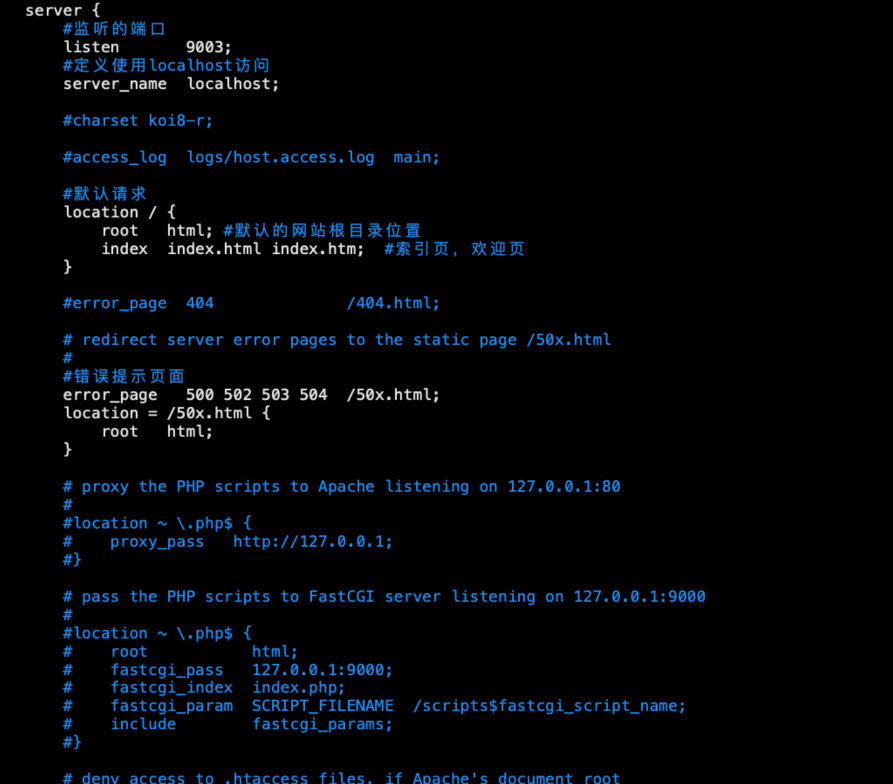 server {
#监听的端口
listen       9003;
#定义使用localhost访问
server_name  localhost;
#charset koi8-r;
#access_log  logs/host.access.log  main;
#默认请求
location / {
root   html; #默认的网站根目录位置
index  index.html index.htm;  #索引页, 欢迎页
}
#error_page  404              /404.html;
# redirect server error pages to the static page /50x.html
#
#错误提示页面
error_page   500 502 503 504  /50x.html;
location = /50x.html {
root   html;
}
# proxy the PHP scripts to Apache listening on 127.0.0.1:80
#
#location ~ \.php$ {
#    proxy_pass   http://127.0.0.1;
#}
# pass the PHP scripts to FastCGI server listening on 127.0.0.1:9000
#
#location ~ \.php$ {
#    root           html;
#    fastcgi_pass   127.0.0.1:9000;
#    fastcgi_index  index.php;
#    fastcgi_param  SCRIPT_FILENAME  /scripts$fastcgi_script_name;
#    include        fastcgi_params;
#}
# deny access to .htaccess files, if Apache's document root